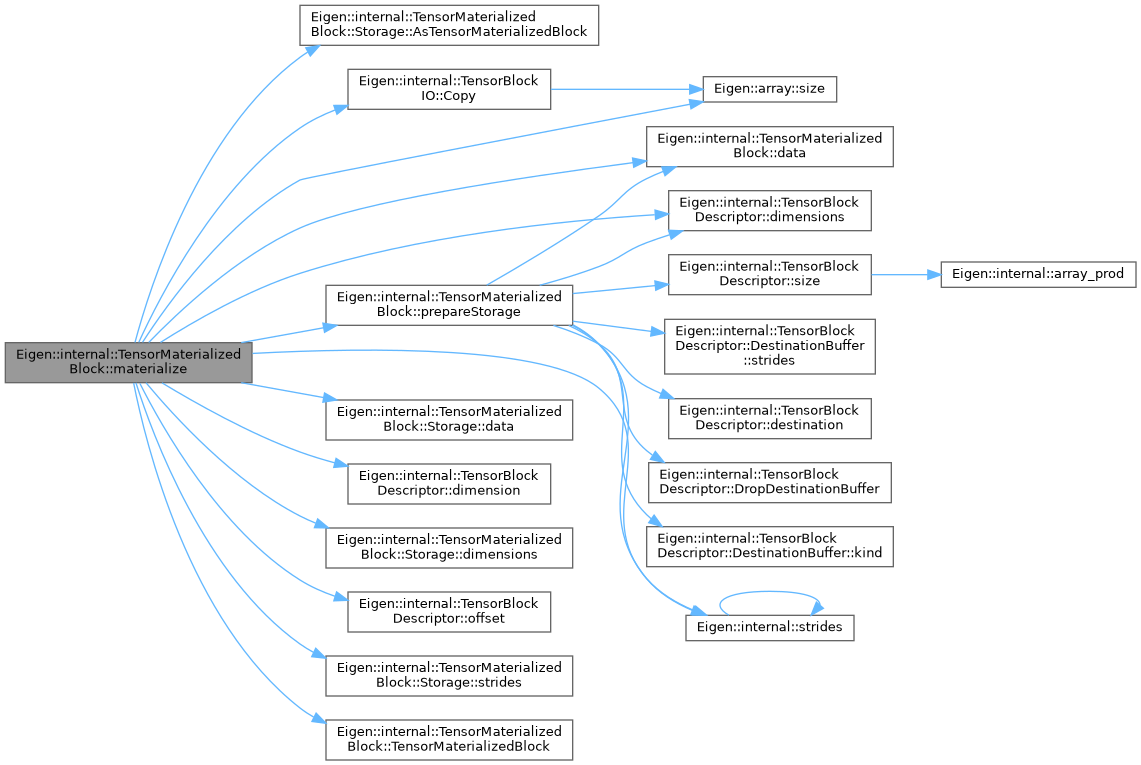 Eigen::internal::TensorMaterialized
Block::Storage::AsTensorMaterializedBlock
Eigen::internal::TensorBlock
IO::Copy
Eigen::array::size
Eigen::internal::TensorMaterialized
Block::data
Eigen::internal::TensorBlock
Descriptor::dimensions
Eigen::internal::TensorBlock
Descriptor::size
Eigen::internal::array_prod
Eigen::internal::TensorMaterialized
Block::prepareStorage
Eigen::internal::TensorBlock
Descriptor::DestinationBuffer
::strides
Eigen::internal::TensorMaterialized
Block::materialize
Eigen::internal::TensorMaterialized
Block::Storage::data
Eigen::internal::TensorBlock
Descriptor::destination
Eigen::internal::TensorBlock
Descriptor::dimension
Eigen::internal::TensorBlock
Descriptor::DropDestinationBuffer
Eigen::internal::TensorMaterialized
Block::Storage::dimensions
Eigen::internal::TensorBlock
Descriptor::DestinationBuffer::kind
Eigen::internal::TensorBlock
Descriptor::offset
Eigen::internal::strides
Eigen::internal::TensorMaterialized
Block::Storage::strides
Eigen::internal::TensorMaterialized
Block::TensorMaterializedBlock